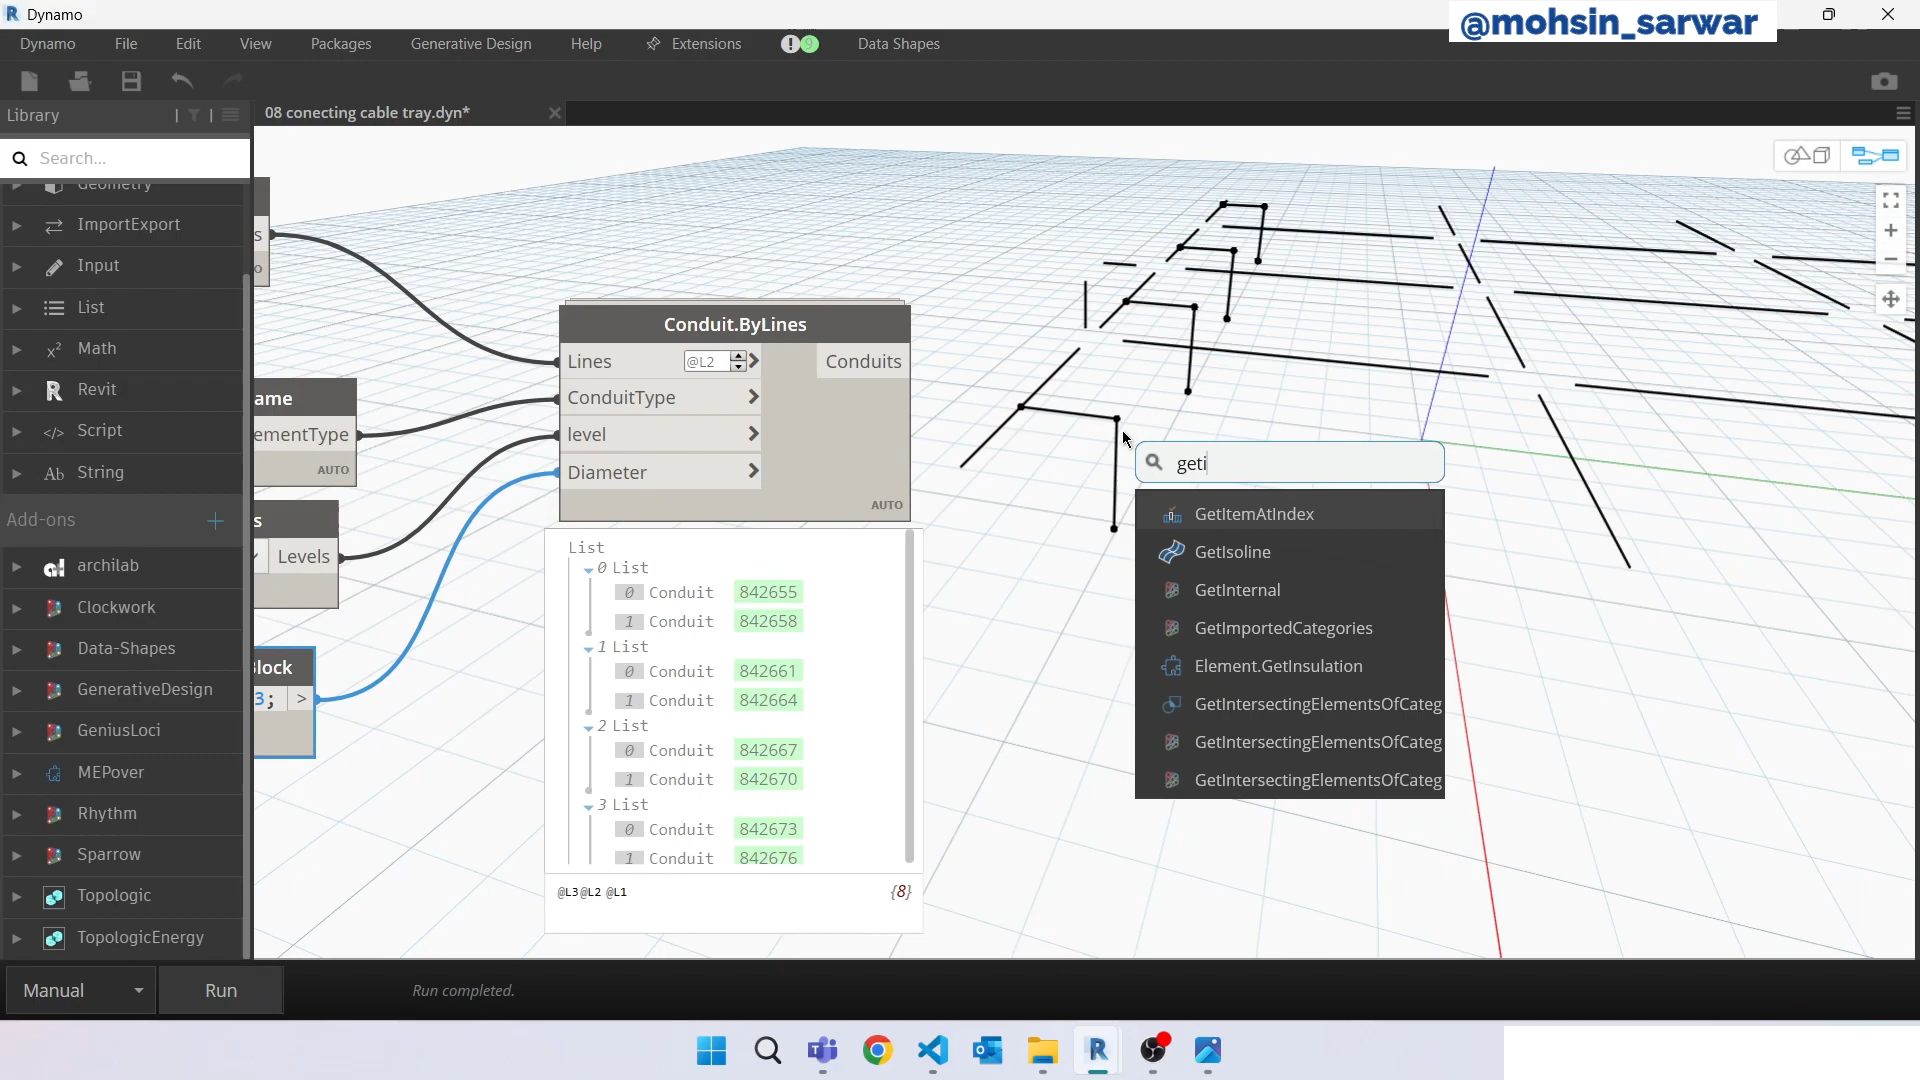 Dynamo
@mohsin_sarwar
Dynamo File Edit View Packages Generative Design Help Extensions ! 9 Data Shapes
Library
08 conecting cable tray.dyn*
Search...
Geometry
ImportExport
Input
List
Math
Revit
Script
String
Add-ons
archilab
Clockwork
Data-Shapes
GenerativeDesign
GeniusLoci
MEPover
Rhythm
Sparrow
Topologic
TopologicEnergy
s
o
ame
ementType
AUTO
s
Levels
lock
3; >
Conduit.ByLines
Lines @L2 > Conduits
ConduitType >
level >
Diameter >
AUTO
List
0 List
0 Conduit 842655
1 Conduit 842658
1 List
0 Conduit 842661
1 Conduit 842664
2 List
0 Conduit 842667
1 Conduit 842670
3 List
0 Conduit 842673
1 Conduit 842676
@L3 @L2 @L1 {8}
geti
GetItemAtIndex
GetIsoline
GetInternal
GetImportedCategories
Element.GetInsulation
GetIntersectingElementsOfCateg
GetIntersectingElementsOfCateg
GetIntersectingElementsOfCateg
Manual Run Run completed.